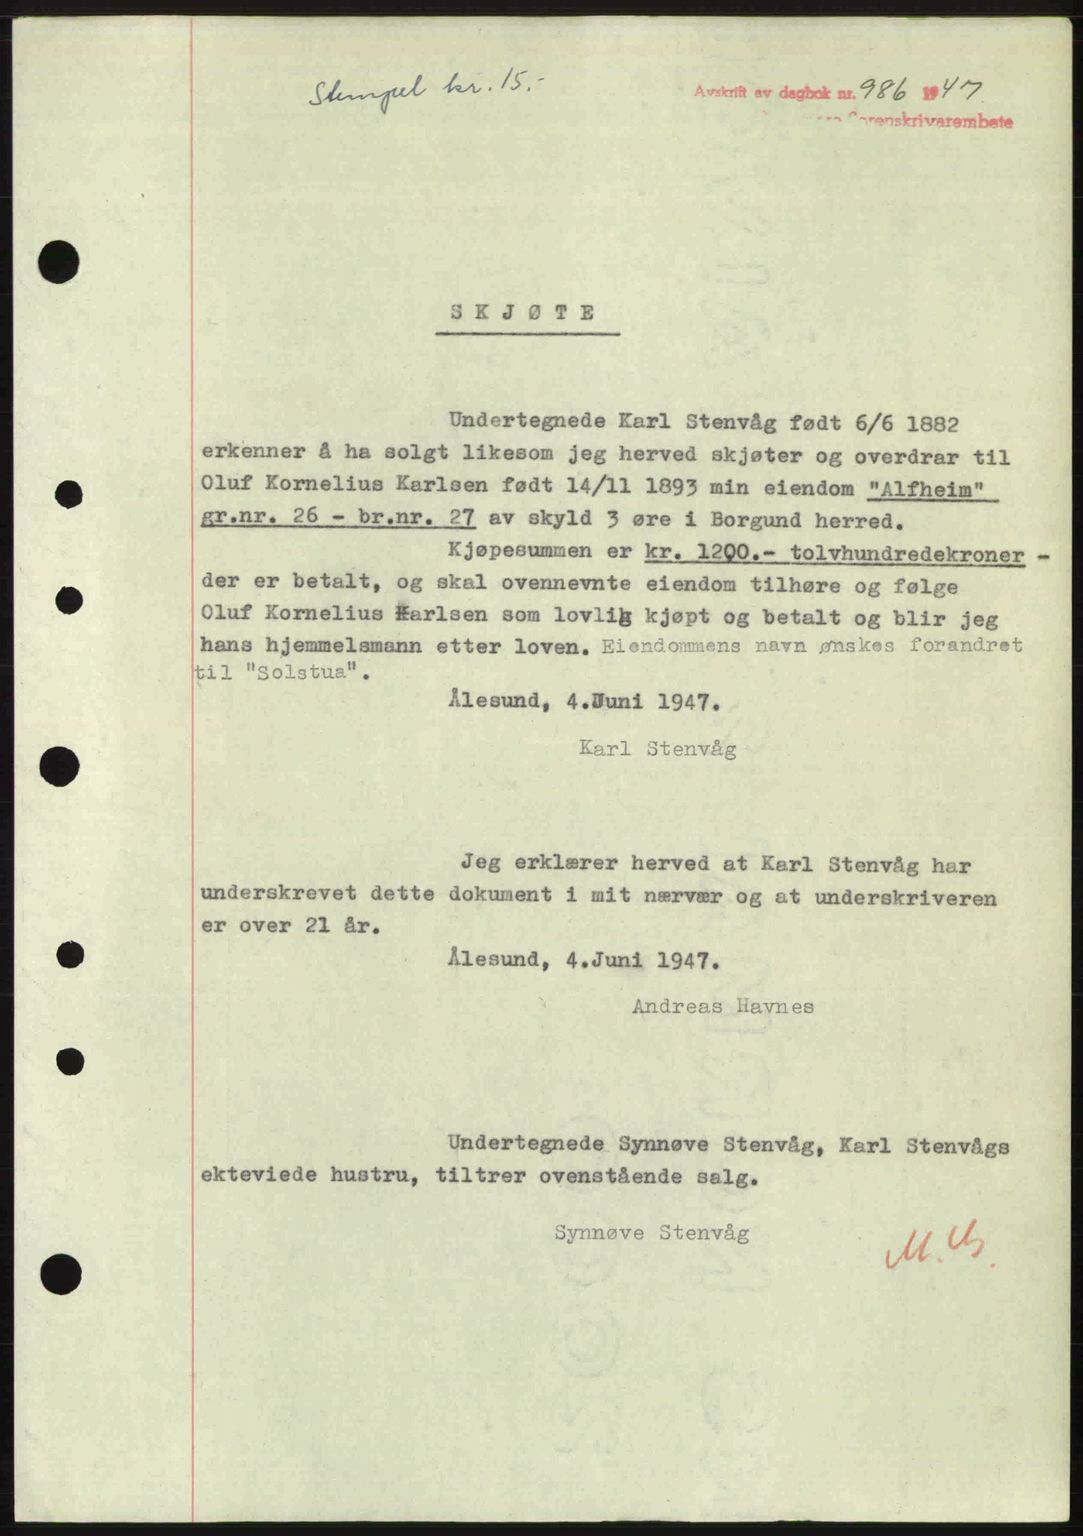 Stempel kr. 15.-
Avskrift av dagbok nr. 986 1947.
Sorenskrivarembete
SKJØTE
Undertegnede Karl Stenvåg født 6/6 1882
erkenner å ha solgt likesom jeg herved skjøter og overdrar til
Oluf Kornelius Karlsen født 14/11 1893 min eiendom "Alfheim"
gr.nr. 26 - br.nr. 27 av skyld 3 øre i Borgund herred.
Kjøpesummen er kr. 1200.- tolvhundredekroner -
der er betalt, og skal ovennevnte eiendom tilhøre og følge
Oluf Kornelius Karlsen som lovlig kjøpt og betalt og blir jeg
hans hjemmelsmann etter loven. Eiendommens navn ønskes forandret
til "Solstua".
Ålesund, 4.Juni 1947.
Karl Stenvåg
Jeg erklærer herved at Karl Stenvåg har
underskrevet dette dokument i mit nærvær og at underskriveren
er over 21 år.
Ålesund, 4.Juni 1947.
Andreas Havnes
Undertegnede Synnøve Stenvåg, Karl Stenvågs
ekteviede hustru, tiltrer ovenstående salg.
Synnøve Stenvåg